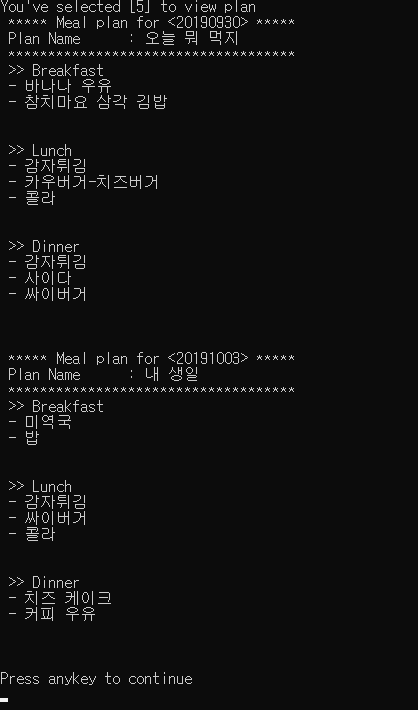 You've selected [5] to view plan
***** Meal plan for <20190930> *****
Plan Name : 오늘 뭐 먹지
************************************
>> Breakfast
- 바나나 우유
- 참치마요 삼각 김밥
>> Lunch
- 감자튀김
- 카우버거-치즈버거
- 콜라
>> Dinner
- 감자튀김
- 사이다
- 싸이버거
***** Meal plan for <20191003> *****
Plan Name : 내 생일
************************************
>> Breakfast
- 미역국
- 밥
>> Lunch
- 감자튀김
- 싸이버거
- 콜라
>> Dinner
- 치즈 케이크
- 커피 우유
Press anykey to continue